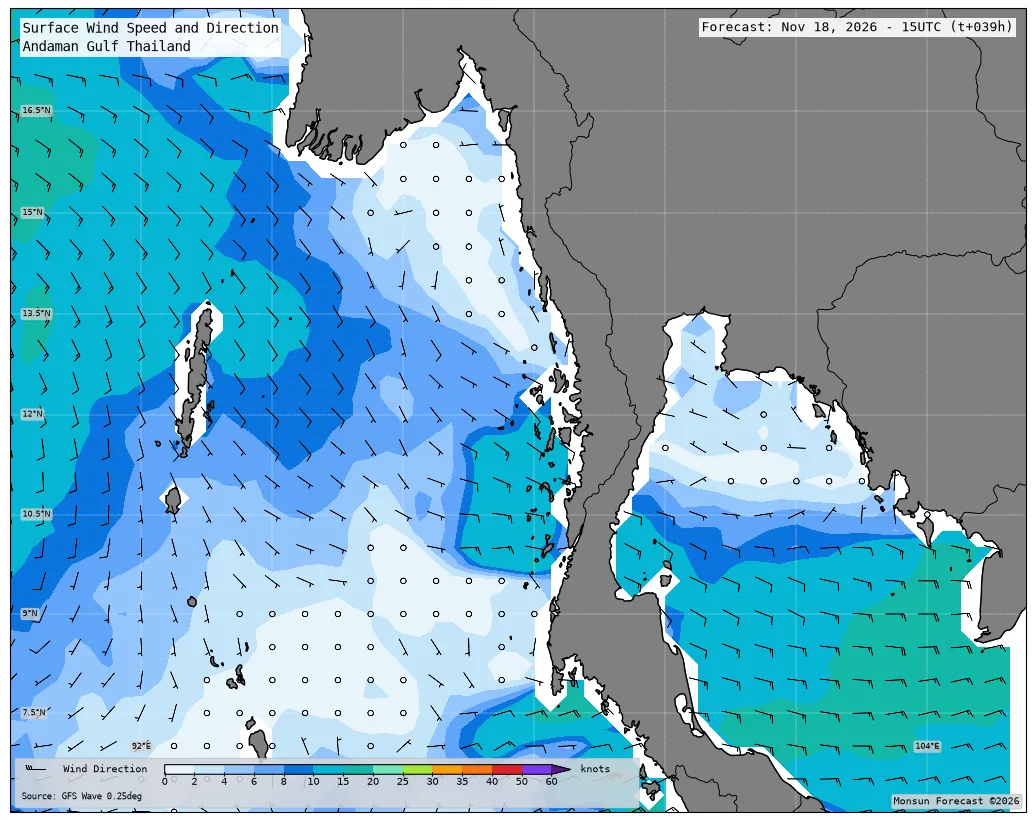 Surface Wind Speed and Direction
Andaman Gulf Thailand
Forecast: Nov 18, 2026 - 15UTC (t+039h)
16.5°N
15°N
13.5°N
12°N
10.5°N
9°N
7.5°N
92°E
104°E
Wind Direction
0 2 4 6 8 10 15 20 25 30 35 40 50 60
knots
Source: GFS Wave 0.25deg
Monsun Forecast ©2026